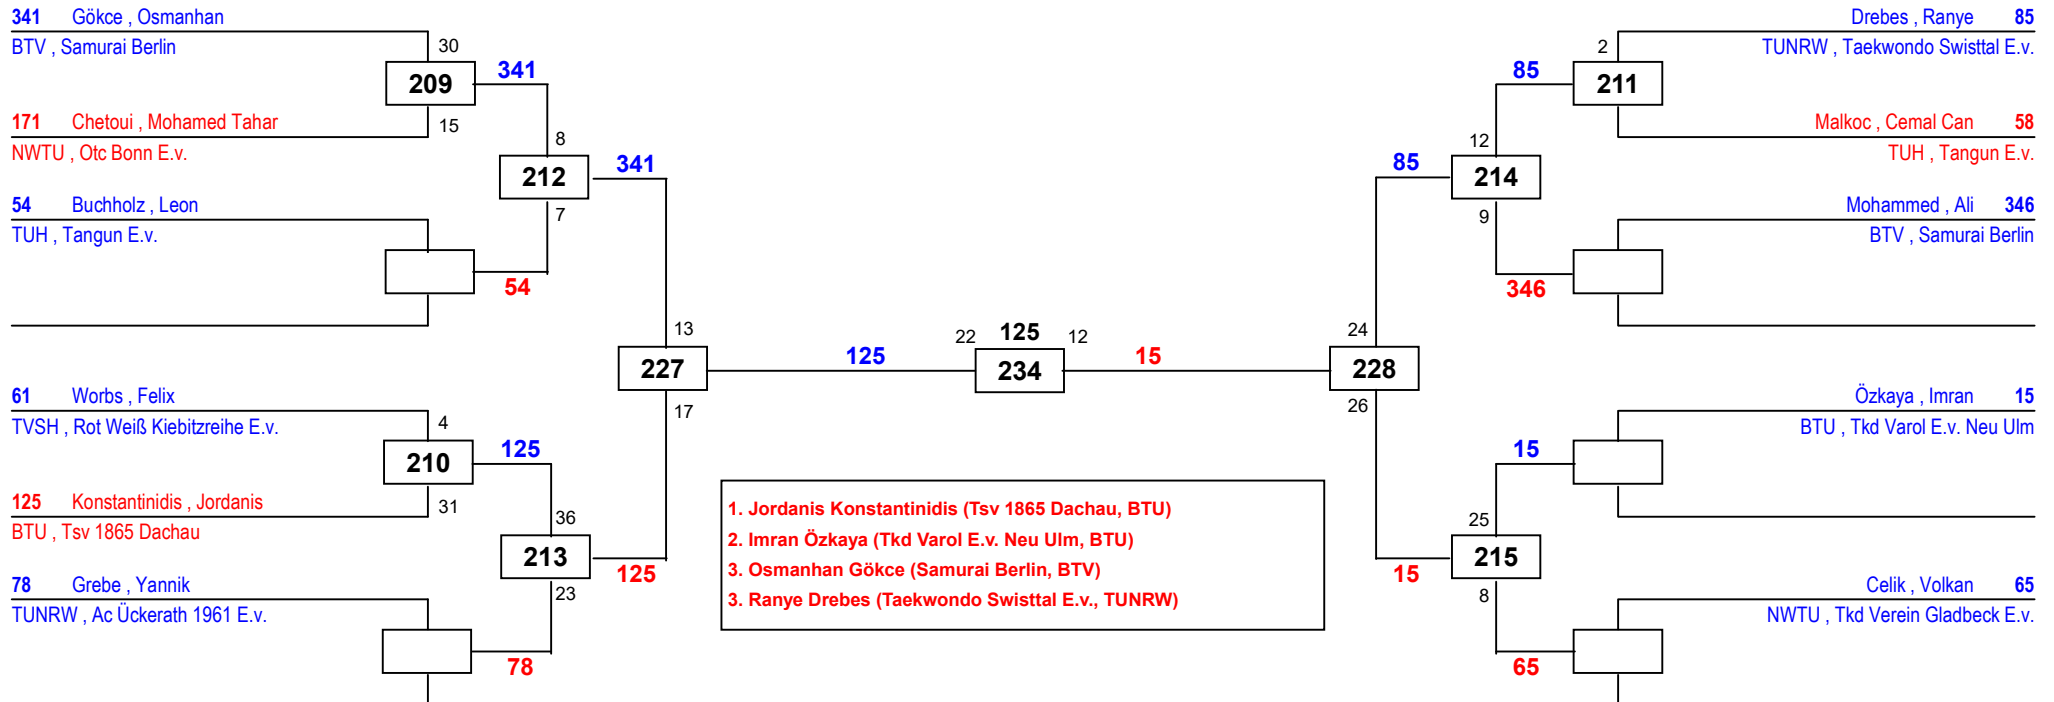 341 Gökce , Osmanhan
BTV , Samurai Berlin
30
209
341
171 Chetoui , Mohamed Tahar
15
NWTU , Otc Bonn E.v.
8
212
341
54 Buchholz , Leon
7
TUH , Tangun E.v.
54
13
227
125
17
61 Worbs , Felix
TVSH , Rot Weiß Kiebitzreihe E.v.
4
210
125
125 Konstantinidis , Jordanis
31
BTU , Tsv 1865 Dachau
36
213
125
78 Grebe , Yannik
23
TUNRW , Ac Ückerath 1961 E.v.
78
22 125 12
234
15
1. Jordanis Konstantinidis (Tsv 1865 Dachau, BTU)
2. Imran Özkaya (Tkd Varol E.v. Neu Ulm, BTU)
3. Osmanhan Gökce (Samurai Berlin, BTV)
3. Ranye Drebes (Taekwondo Swisttal E.v., TUNRW)
Drebes , Ranye 85
2
TUNRW , Taekwondo Swisttal E.v.
85
211
Malkoc , Cemal Can 58
TUH , Tangun E.v.
12
85
214
9
Mohammed , Ali 346
BTV , Samurai Berlin
346
24
228
26
Özkaya , Imran 15
BTU , Tkd Varol E.v. Neu Ulm
15
25
215
15
8
Celik , Volkan 65
NWTU , Tkd Verein Gladbeck E.v.
65